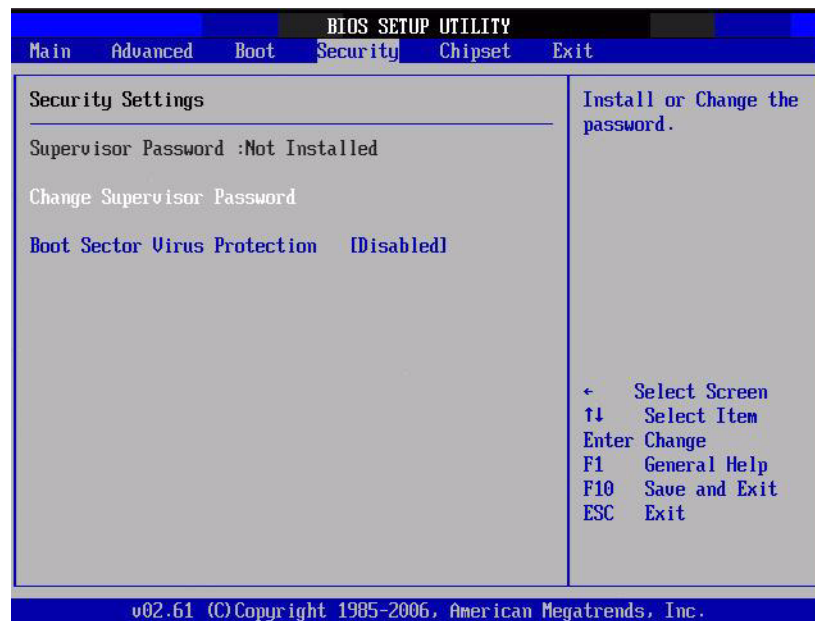 BIOS SETUP UTILITY
Main Advanced Boot Security Chipset Exit
Security Settings
Supervisor Password :Not Installed
Change Supervisor Password
Boot Sector Virus Protection [Disabled]
Install or Change the
password.
← Select Screen
↑↓ Select Item
Enter Change
F1 General Help
F10 Save and Exit
ESC Exit
v02.61 (C)Copyright 1985-2006, American Megatrends, Inc.